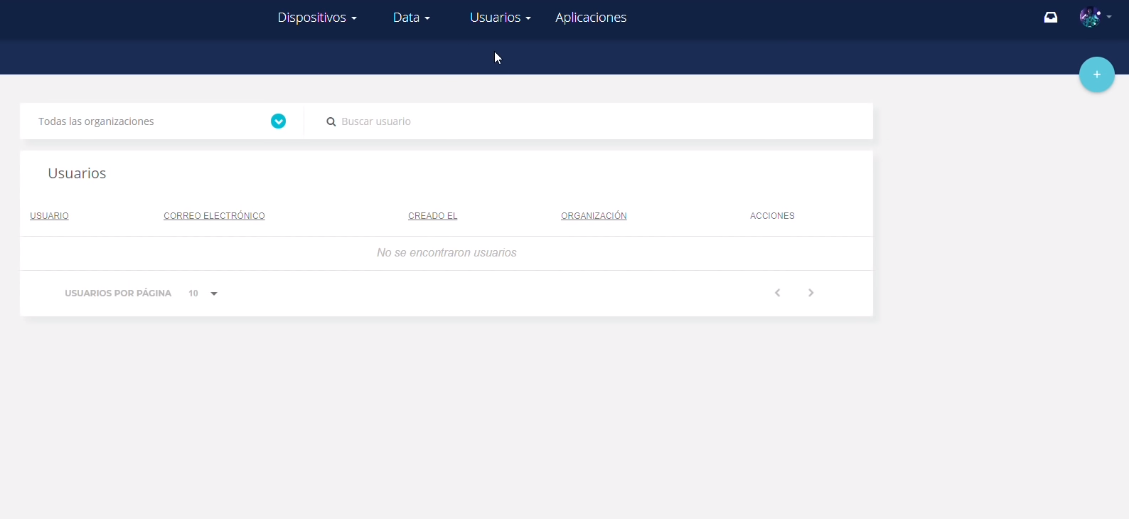 Dispositivos Data Usuarios Aplicaciones
+
Todas las organizaciones Buscar usuario
Usuarios
USUARIO CORREO ELECTRÓNICO CREADO EL ORGANIZACIÓN ACCIONES
No se encontraron usuarios
USUARIOS POR PÁGINA 10